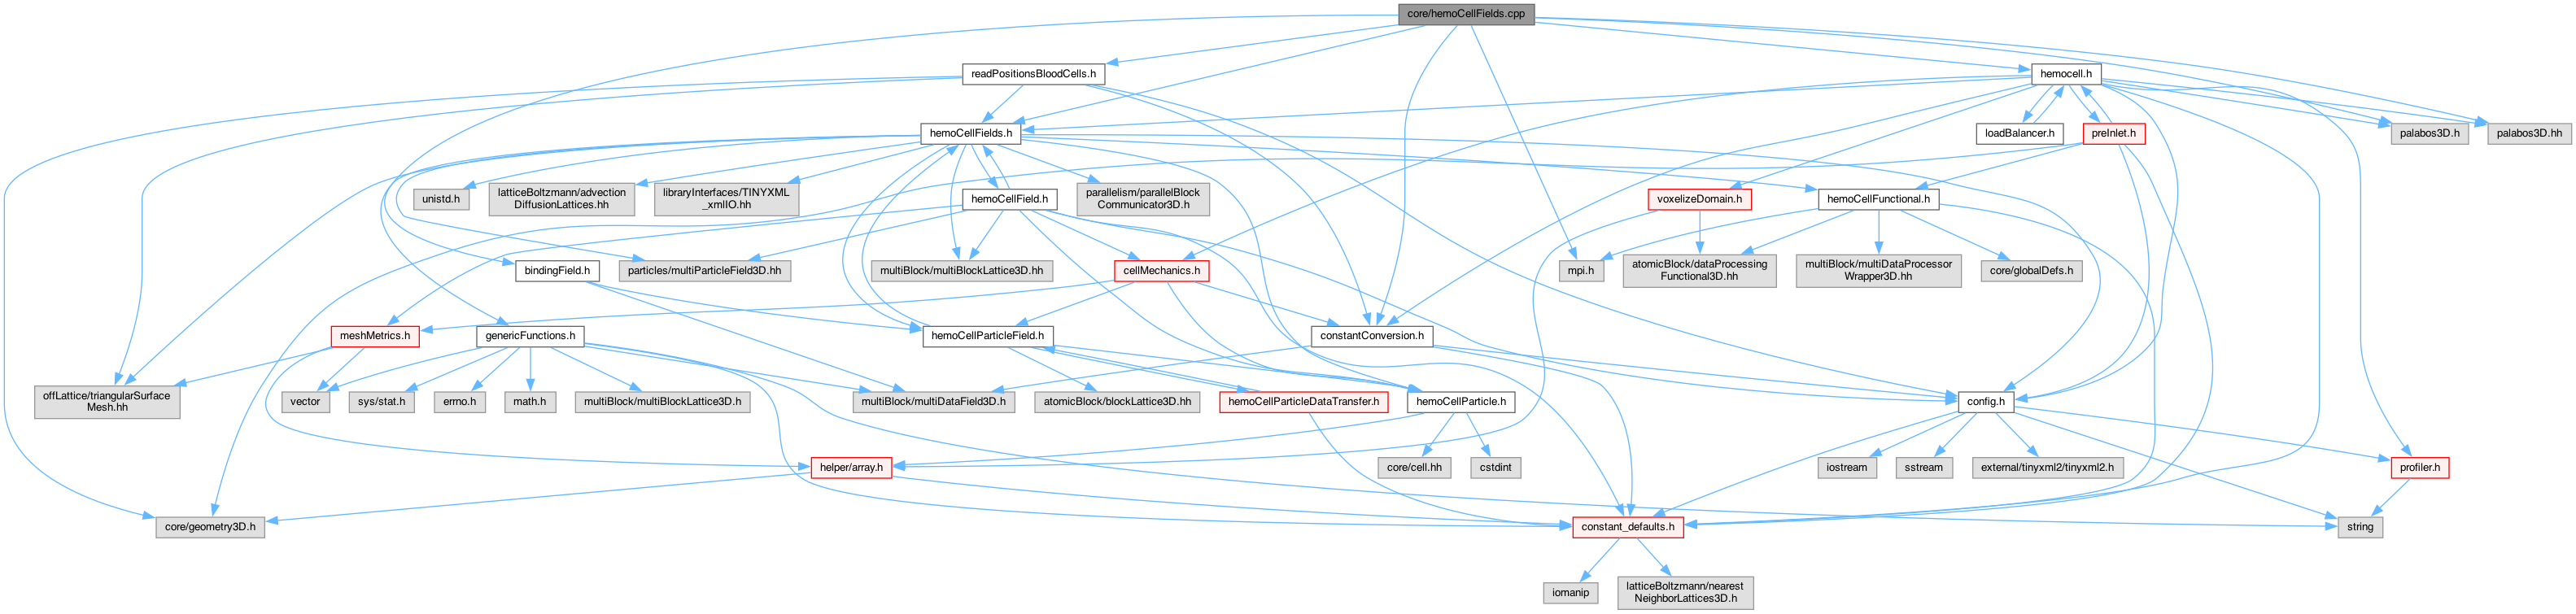 core/hemoCellFields.cpp
readPositionsBloodCells.h
hemocell.h
hemoCellFields.h
loadBalancer.h
preInlet.h
palabos3D.h
palabos3D.hh
unistd.h
latticeBoltzmann/advection
DiffusionLattices.hh
libraryInterfaces/TINYXML
_xmlIO.hh
hemoCellField.h
parallelism/parallelBlock
Communicator3D.h
voxelizeDomain.h
hemoCellFunctional.h
bindingField.h
particles/multiParticleField3D.hh
multiBlock/multiBlockLattice3D.hh
cellMechanics.h
mpi.h
atomicBlock/dataProcessing
Functional3D.hh
multiBlock/multiDataProcessor
Wrapper3D.hh
core/globalDefs.h
meshMetrics.h
genericFunctions.h
hemoCellParticleField.h
constantConversion.h
offLattice/triangularSurface
Mesh.hh
vector
sys/stat.h
errno.h
math.h
multiBlock/multiBlockLattice3D.h
multiBlock/multiDataField3D.h
atomicBlock/blockLattice3D.hh
hemoCellParticleDataTransfer.h
hemoCellParticle.h
config.h
helper/array.h
core/cell.hh
cstdint
iostream
sstream
external/tinyxml2/tinyxml2.h
profiler.h
core/geometry3D.h
constant_defaults.h
string
iomanip
latticeBoltzmann/nearest
NeighborLattices3D.h